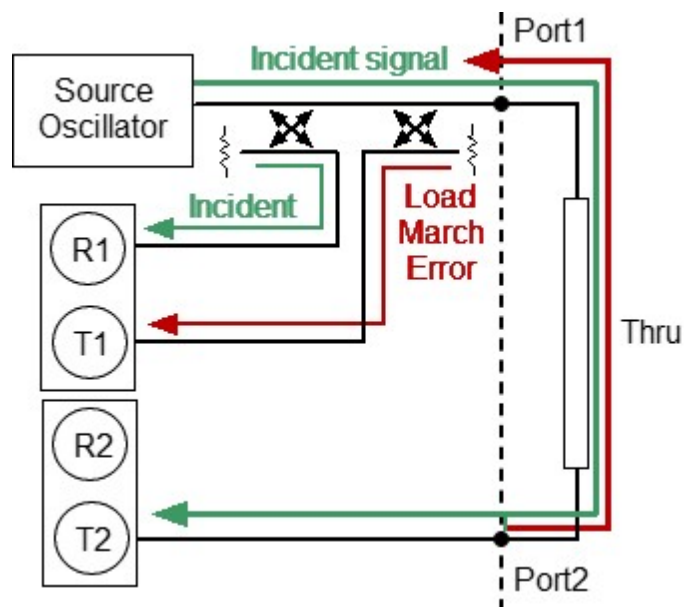 Port1
Incident signal
Source
Oscillator
Incident
Load
March
Error
R1
T1
Thru
R2
T2
Port2